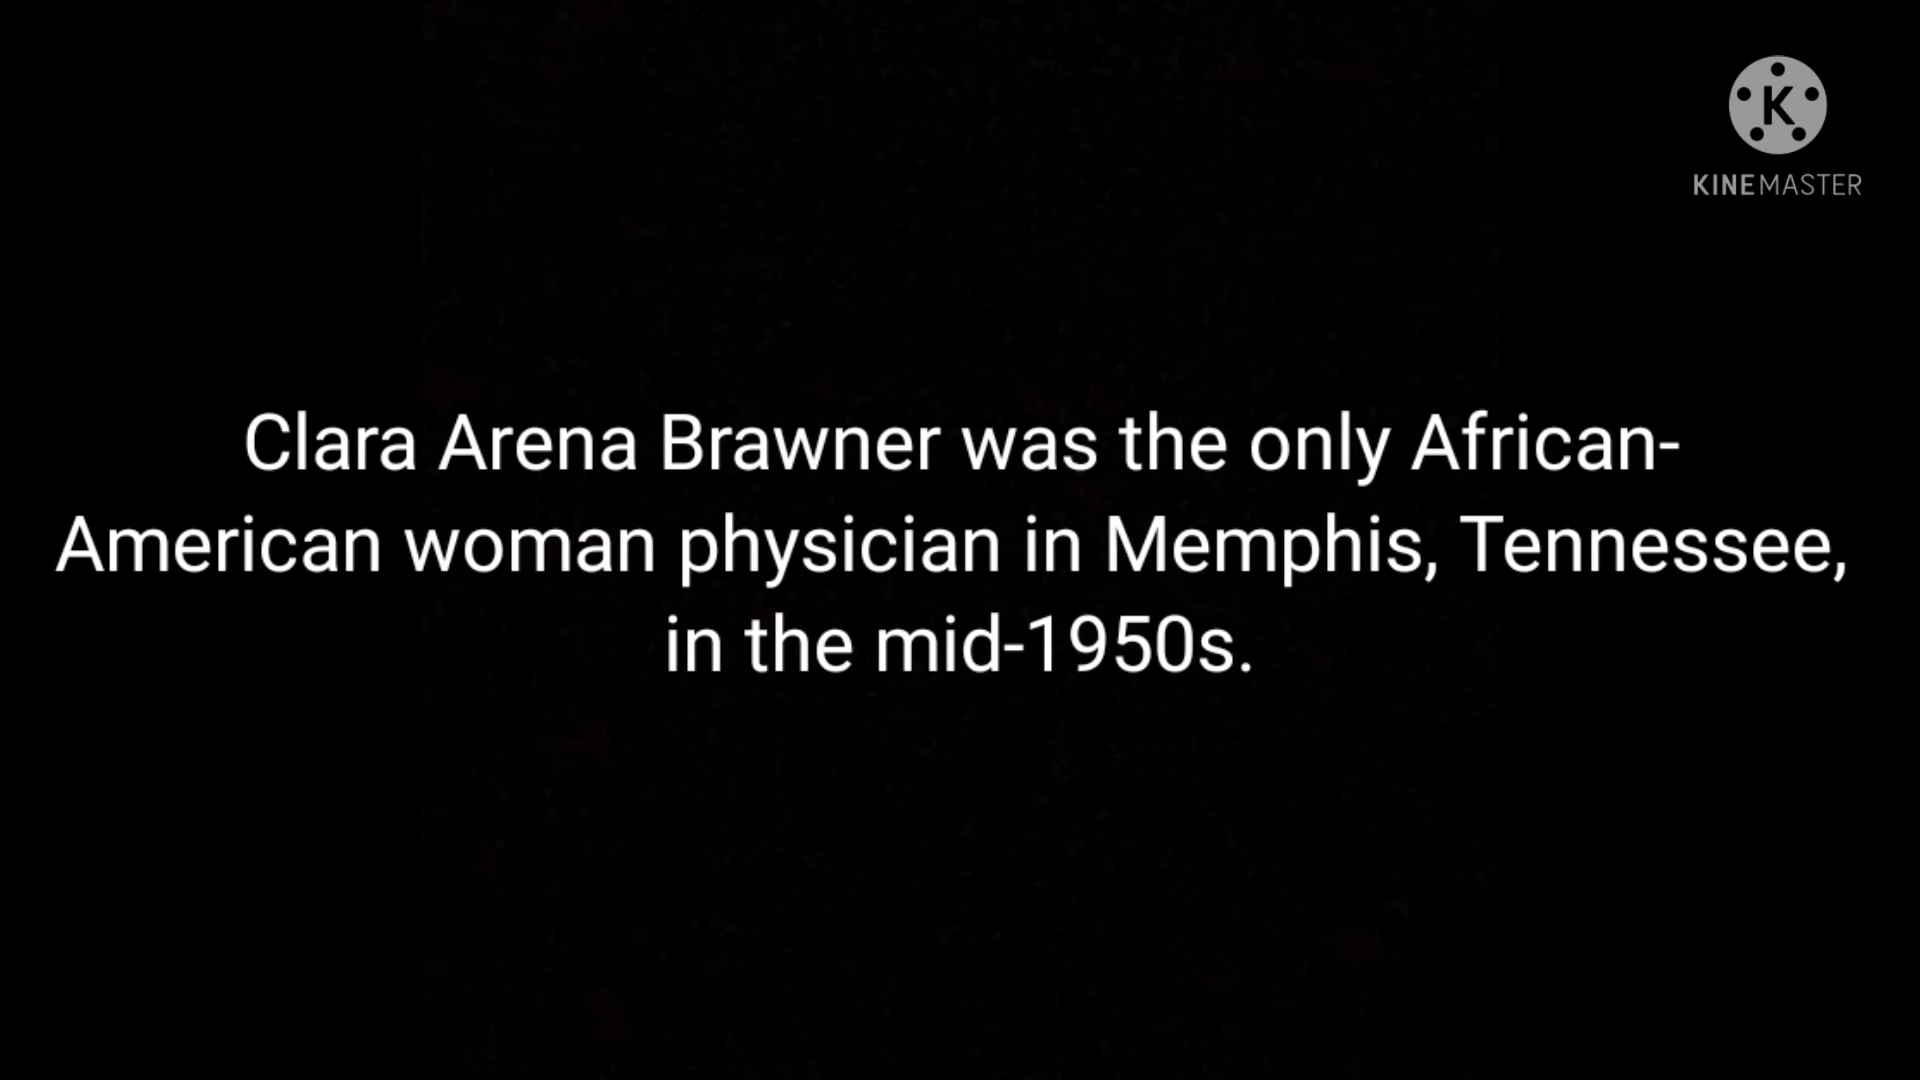 K
KINEMASTER
Clara Arena Brawner was the only African-
American woman physician in Memphis, Tennessee,
in the mid-1950s.